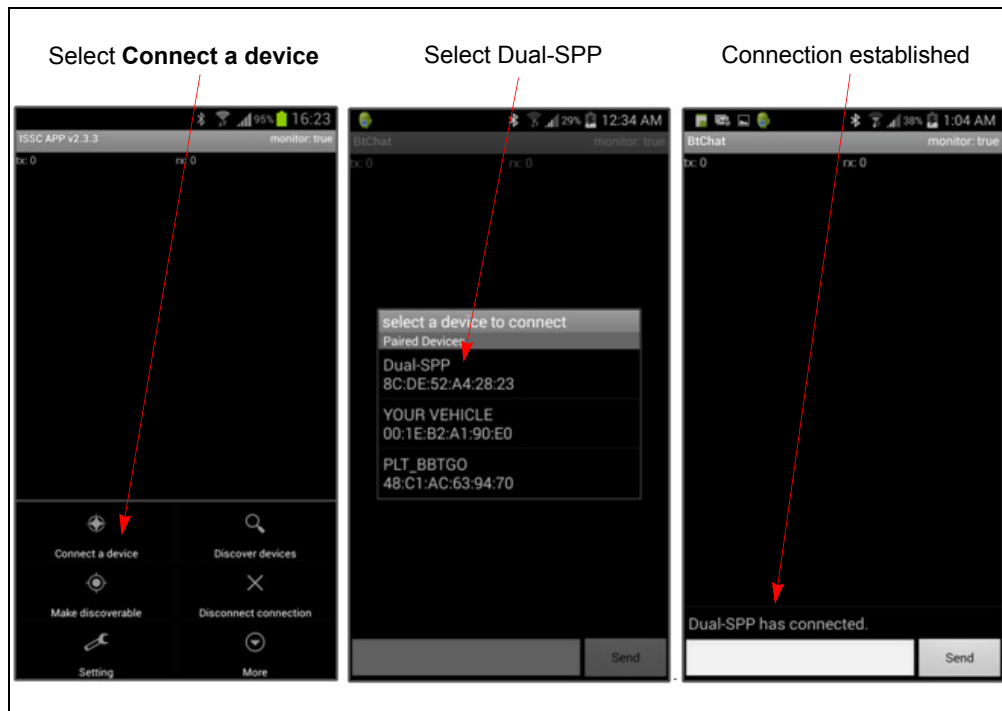 Select Connect a device
Select Dual-SPP
Connection established
95% 16:23
ISSC APP v2.3.3 monitor: true
tx: 0 rx: 0
Connect a device Discover devices
Make discoverable Disconnect connection
Setting More
29% 12:34 AM
BtChat monitor: true
tx: 0 rx: 0
select a device to connect
Paired Devices
Dual-SPP
8C:DE:52:A4:28:23
YOUR VEHICLE
00:1E:B2:A1:90:E0
PLT_BBTGO
48:C1:AC:63:94:70
Send
38% 1:04 AM
BtChat monitor: true
tx: 0 rx: 0
Dual-SPP has connected.
Send